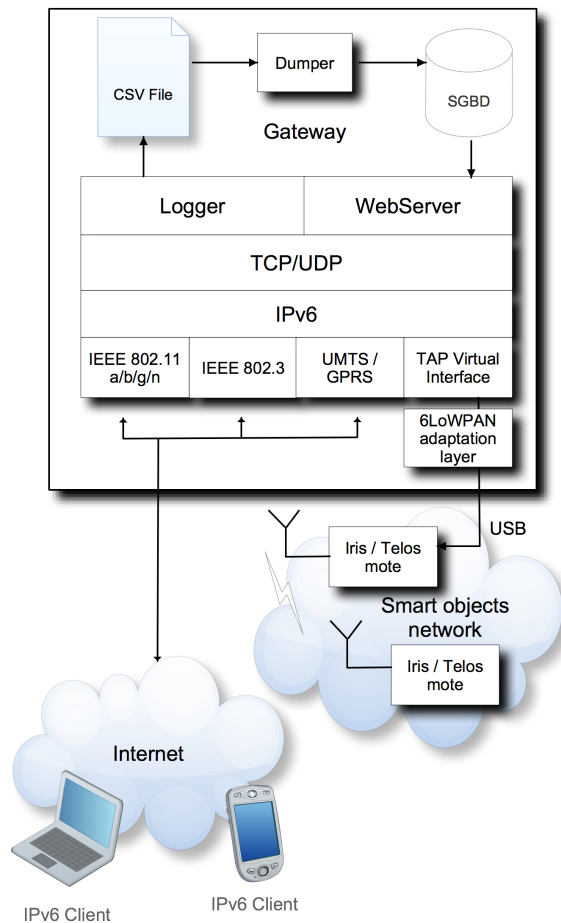 CSV File
Dumper
SGBD
Gateway
Logger
WebServer
TCP/UDP
IPv6
IEEE 802.11
a/b/g/n
IEEE 802.3
UMTS /
GPRS
TAP Virtual
Interface
6LoWPAN
adaptation
layer
USB
Iris / Telos
mote
Smart objects
network
Iris / Telos
mote
Internet
IPv6 Client
IPv6 Client